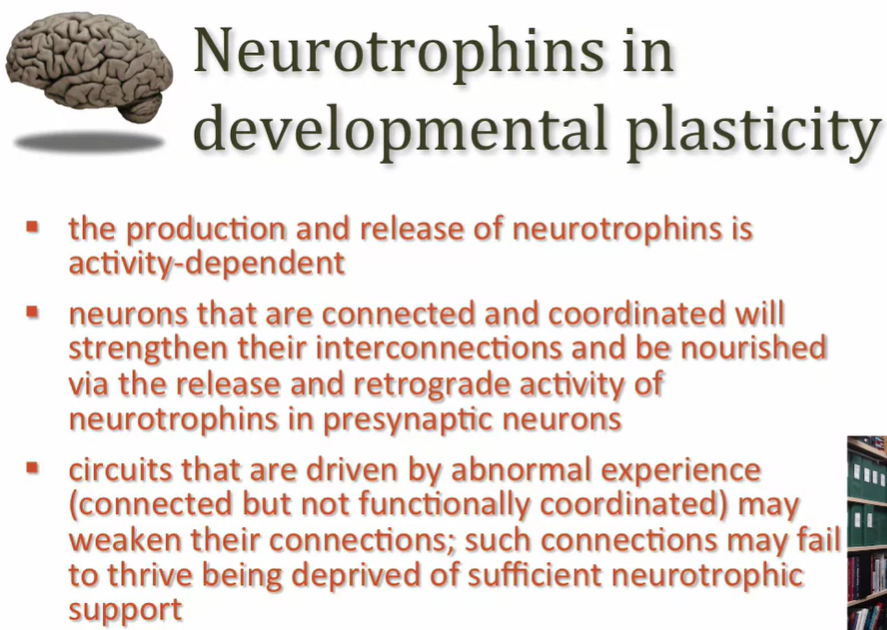 Neurotrophins in
developmental plasticity
▪ the production and release of neurotrophins is
activity-dependent
▪ neurons that are connected and coordinated will
strengthen their interconnections and be nourished
via the release and retrograde activity of
neurotrophins in presynaptic neurons
▪ circuits that are driven by abnormal experience
(connected but not functionally coordinated) may
weaken their connections; such connections may fail
to thrive being deprived of sufficient neurotrophic
support